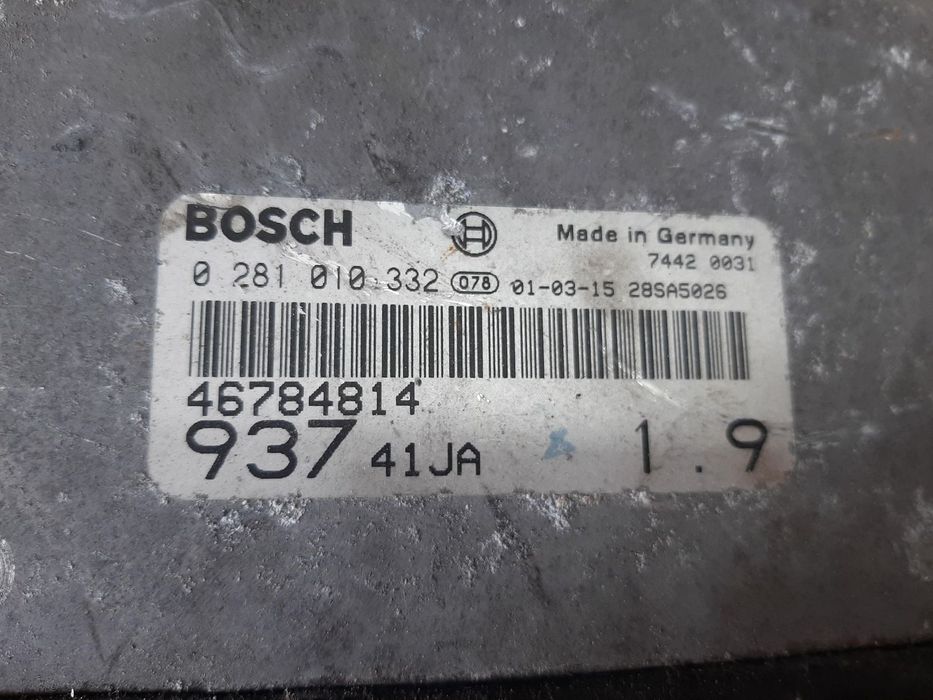 BOSCH Made in Germany
7442 0031
0 281 010 332 078 01-03-15 28SA5026
46784814
937 41JA 1.9